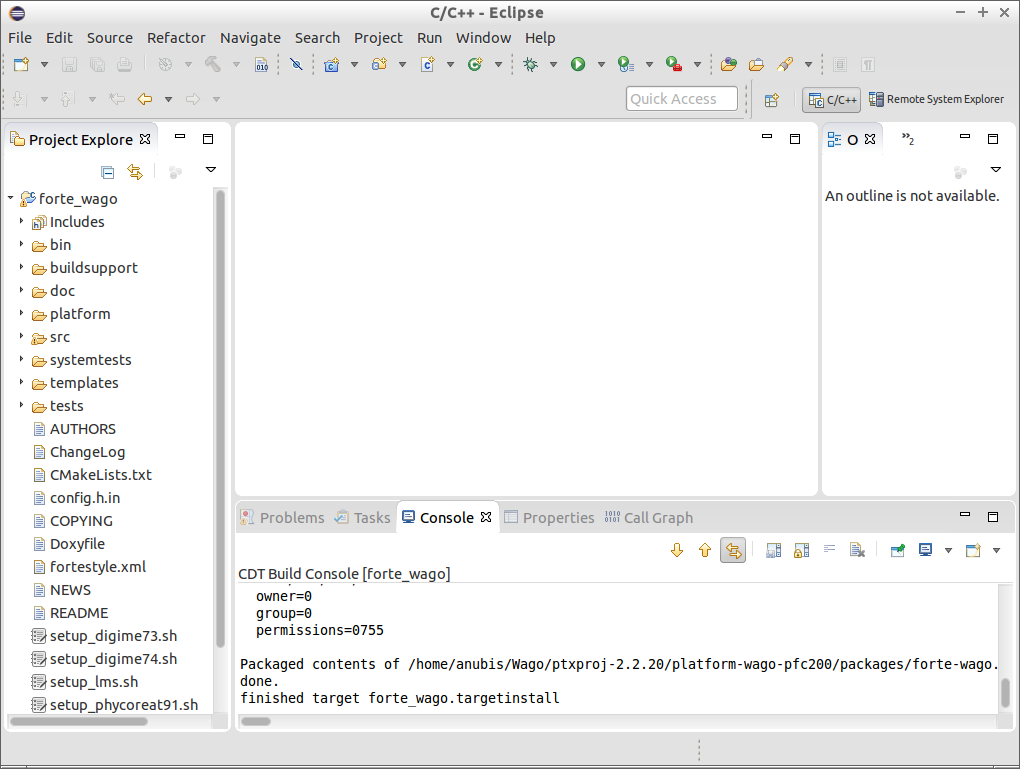 C/C++ - Eclipse
File Edit Source Refactor Navigate Search Project Run Window Help
010
Quick Access
C/C++
Remote System Explorer
Project Explore
O
»2
An outline is not available.
forte_wago
Includes
bin
buildsupport
doc
platform
src
systemtests
templates
tests
AUTHORS
ChangeLog
CMakeLists.txt
config.h.in
COPYING
Doxyfile
fortestyle.xml
NEWS
README
setup_digime73.sh
setup_digime74.sh
setup_lms.sh
setup_phycoreat91.sh
Problems Tasks Console Properties Call Graph
CDT Build Console [forte_wago]
owner=0
group=0
permissions=0755
Packaged contents of /home/anubis/Wago/ptxproj-2.2.20/platform-wago-pfc200/packages/forte-wago.
done.
finished target forte_wago.targetinstall